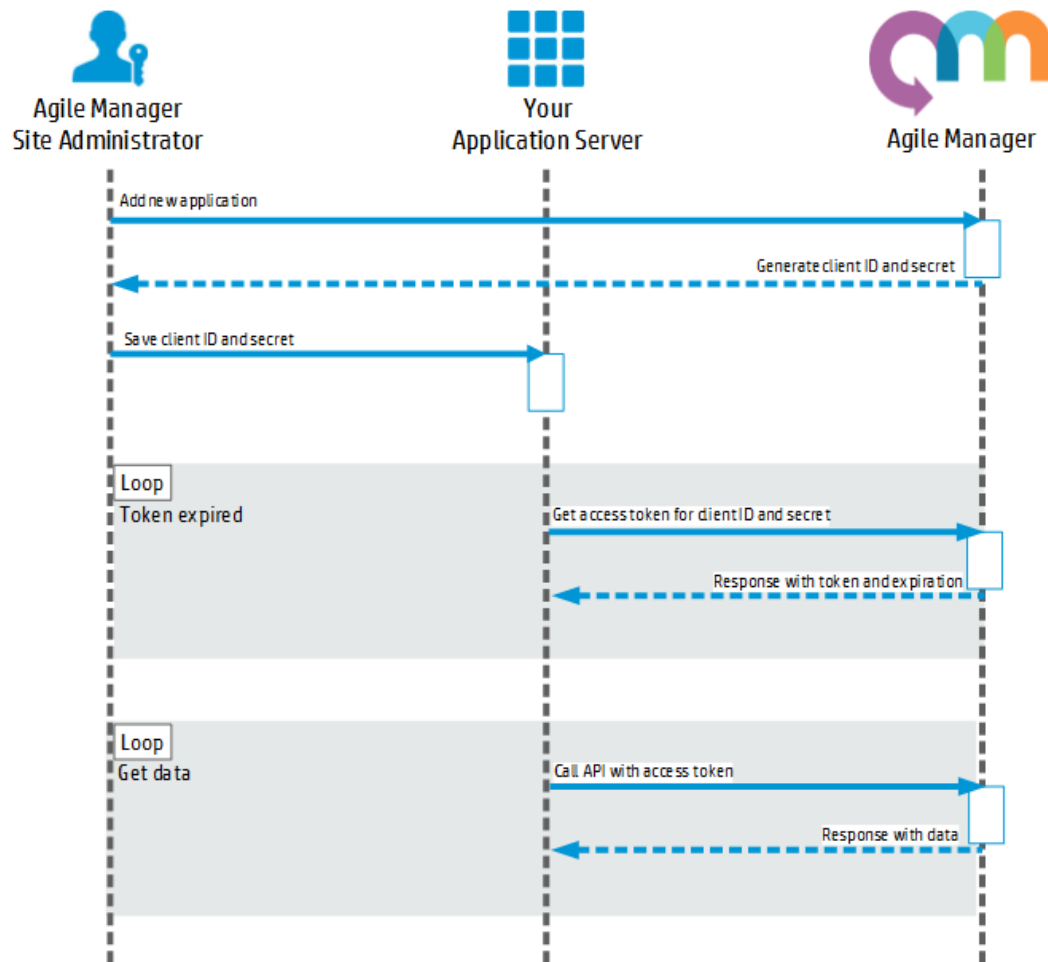 Agile Manager
Site Administrator
Your
Application Server
am
Agile Manager
Add new application
Generate client ID and secret
Save client ID and secret
Loop
Token expired
Get access token for client ID and secret
Response with token and expiration
Loop
Get data
Call API with access token
Response with data